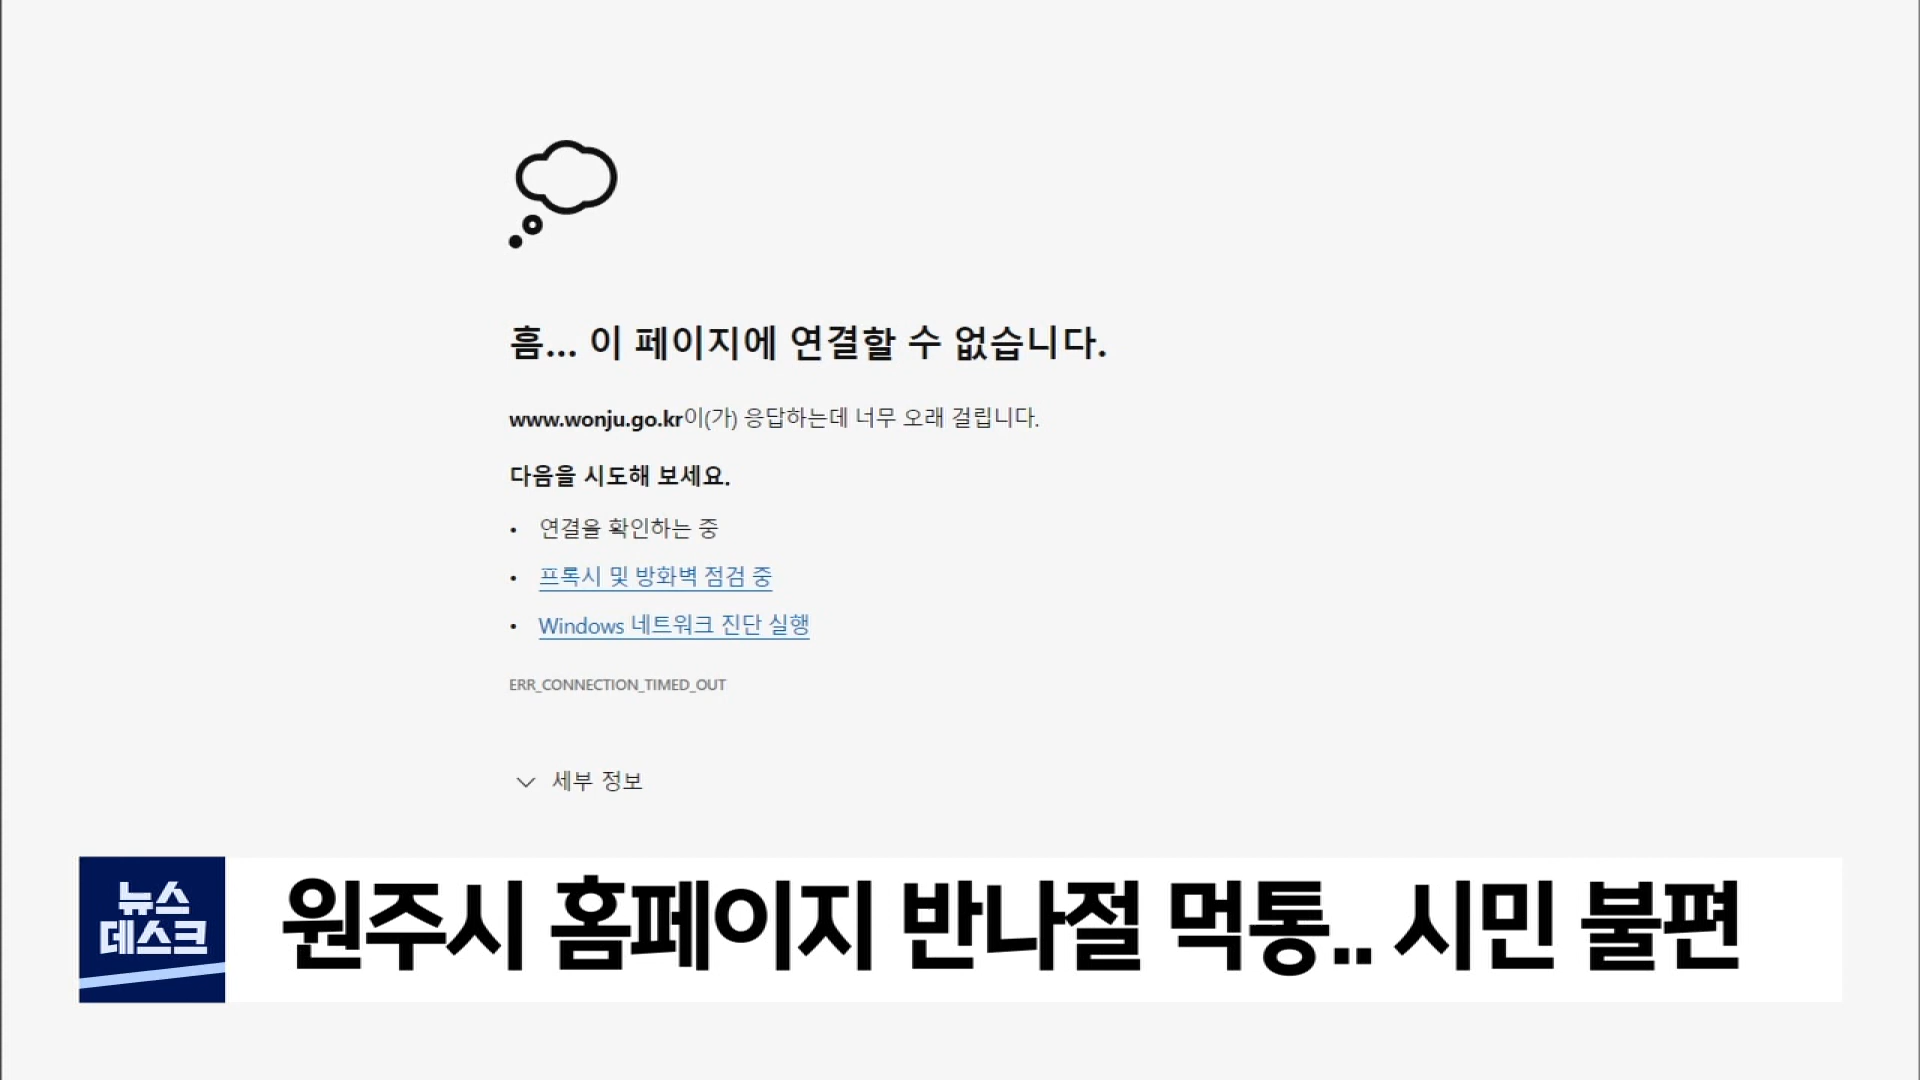 흠... 이 페이지에 연결할 수 없습니다.
www.wonju.go.kr이(가) 응답하는데 너무 오래 걸립니다.
다음을 시도해 보세요.
• 연결을 확인하는 중
• 프록시 및 방화벽 점검 중
• Windows 네트워크 진단 실행
ERR_CONNECTION_TIMED_OUT
세부 정보
뉴스
데스크
원주시 홈페이지 반나절 먹통.. 시민 불편